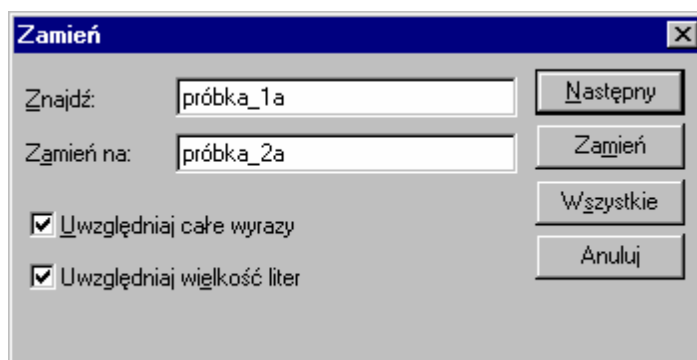 Zamień
Znajdź: próbka_1a
Następny
Zamień na: próbka_2a
Zamień
Wszystkie
Uwzględniaj całe wyrazy
Anuluj
Uwzględniaj wielkość liter